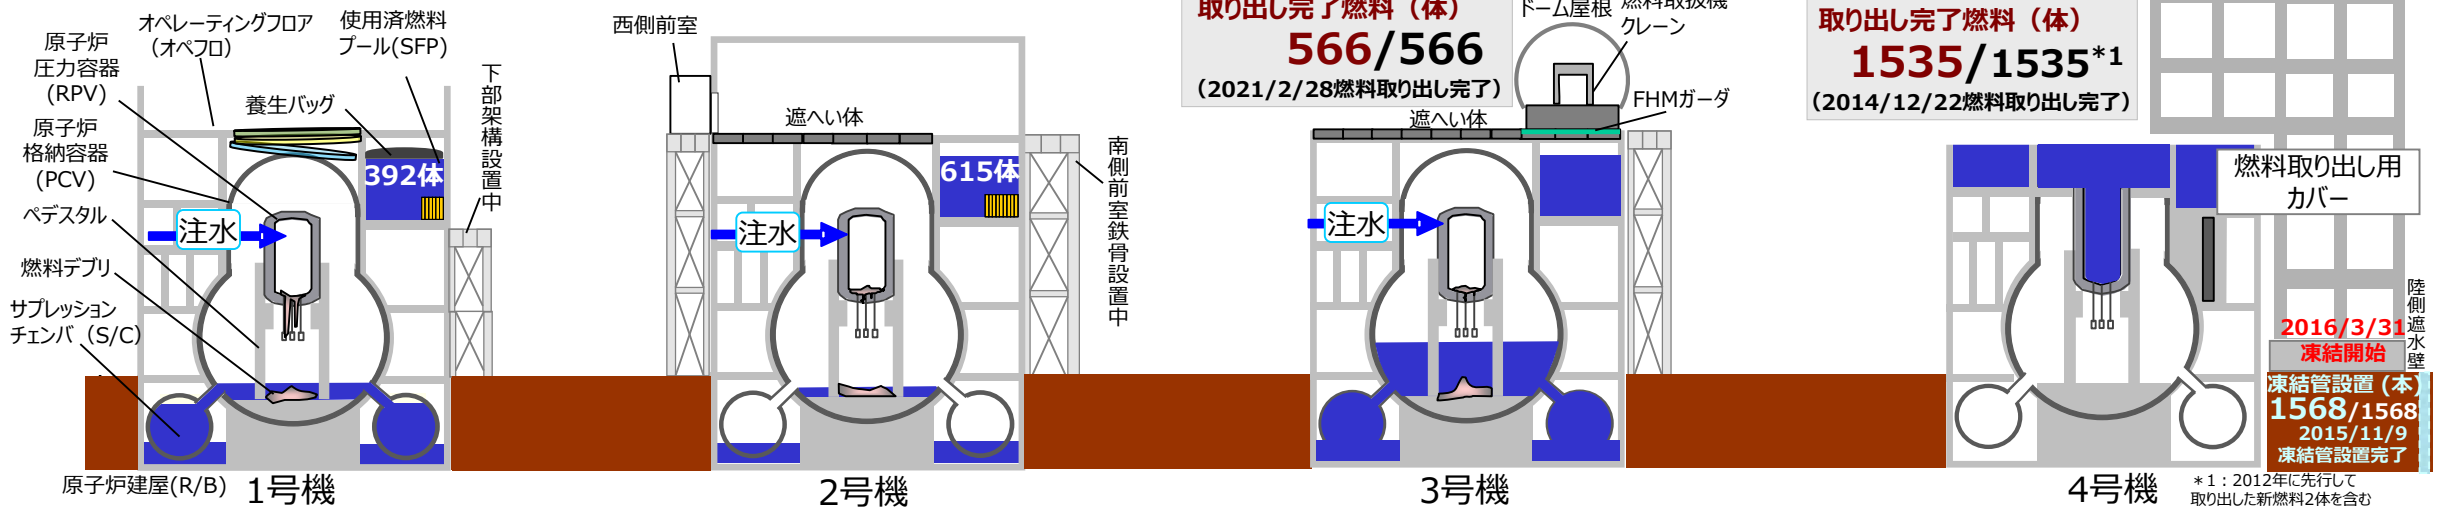 オペレーティングフロア
（オペフロ）
使用済燃料
プール(SFP)
原子炉
圧力容器
（RPV）
養生バッグ
原子炉
格納容器
（PCV）
ペデスタル
燃料デブリ
サプレッション
チェンバ（S/C）
原子炉建屋(R/B)
注水
392体
下部架構設置中
1号機
西側前室
遮へい体
注水
615体
南側前室鉄骨設置中
2号機
取り出し完了燃料（体）
566/566
（2021/2/28燃料取り出し完了）
ドーム屋根
燃料取扱機
クレーン
FHMガーダ
遮へい体
注水
3号機
取り出し完了燃料（体）
1535/1535*1
（2014/12/22燃料取り出し完了）
燃料取り出し用
カバー
陸側遮水壁
2016/3/31
凍結開始
凍結管設置(本)
1568/1568
2015/11/9
凍結管設置完了
4号機
＊1：2012年に先行して
取り出した新燃料2体を含む